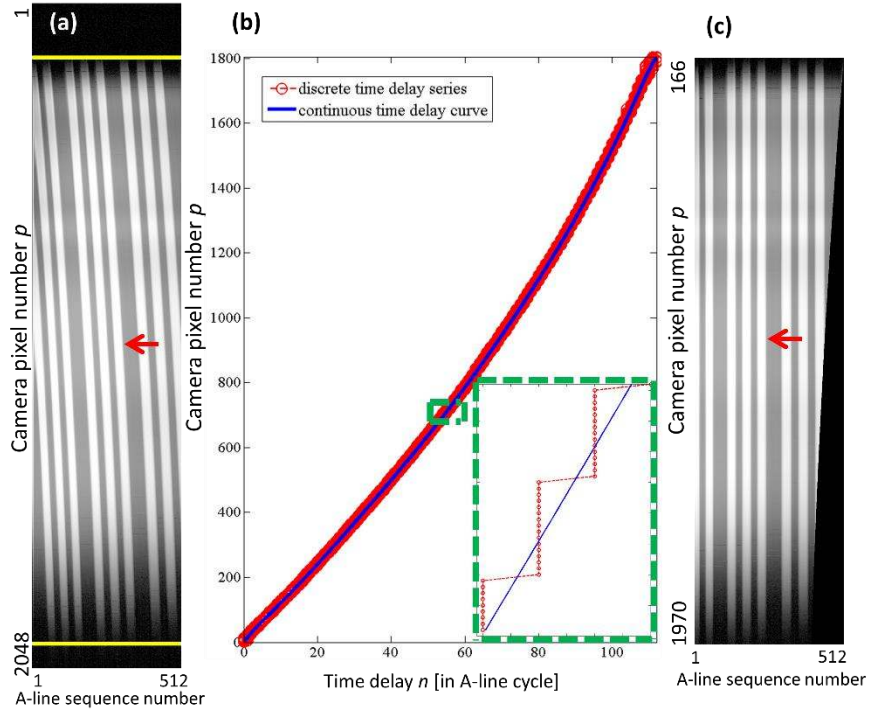 (a)
1
Camera pixel number p
2048
1
512
A-line sequence number
(b)
discrete time delay series
continuous time delay curve
1800
1600
1400
1200
1000
800
600
400
200
0
Camera pixel number p
0
20
40
60
80
100
Time delay n [in A-line cycle]
(c)
166
Camera pixel number p
1970
1
512
A-line sequence number